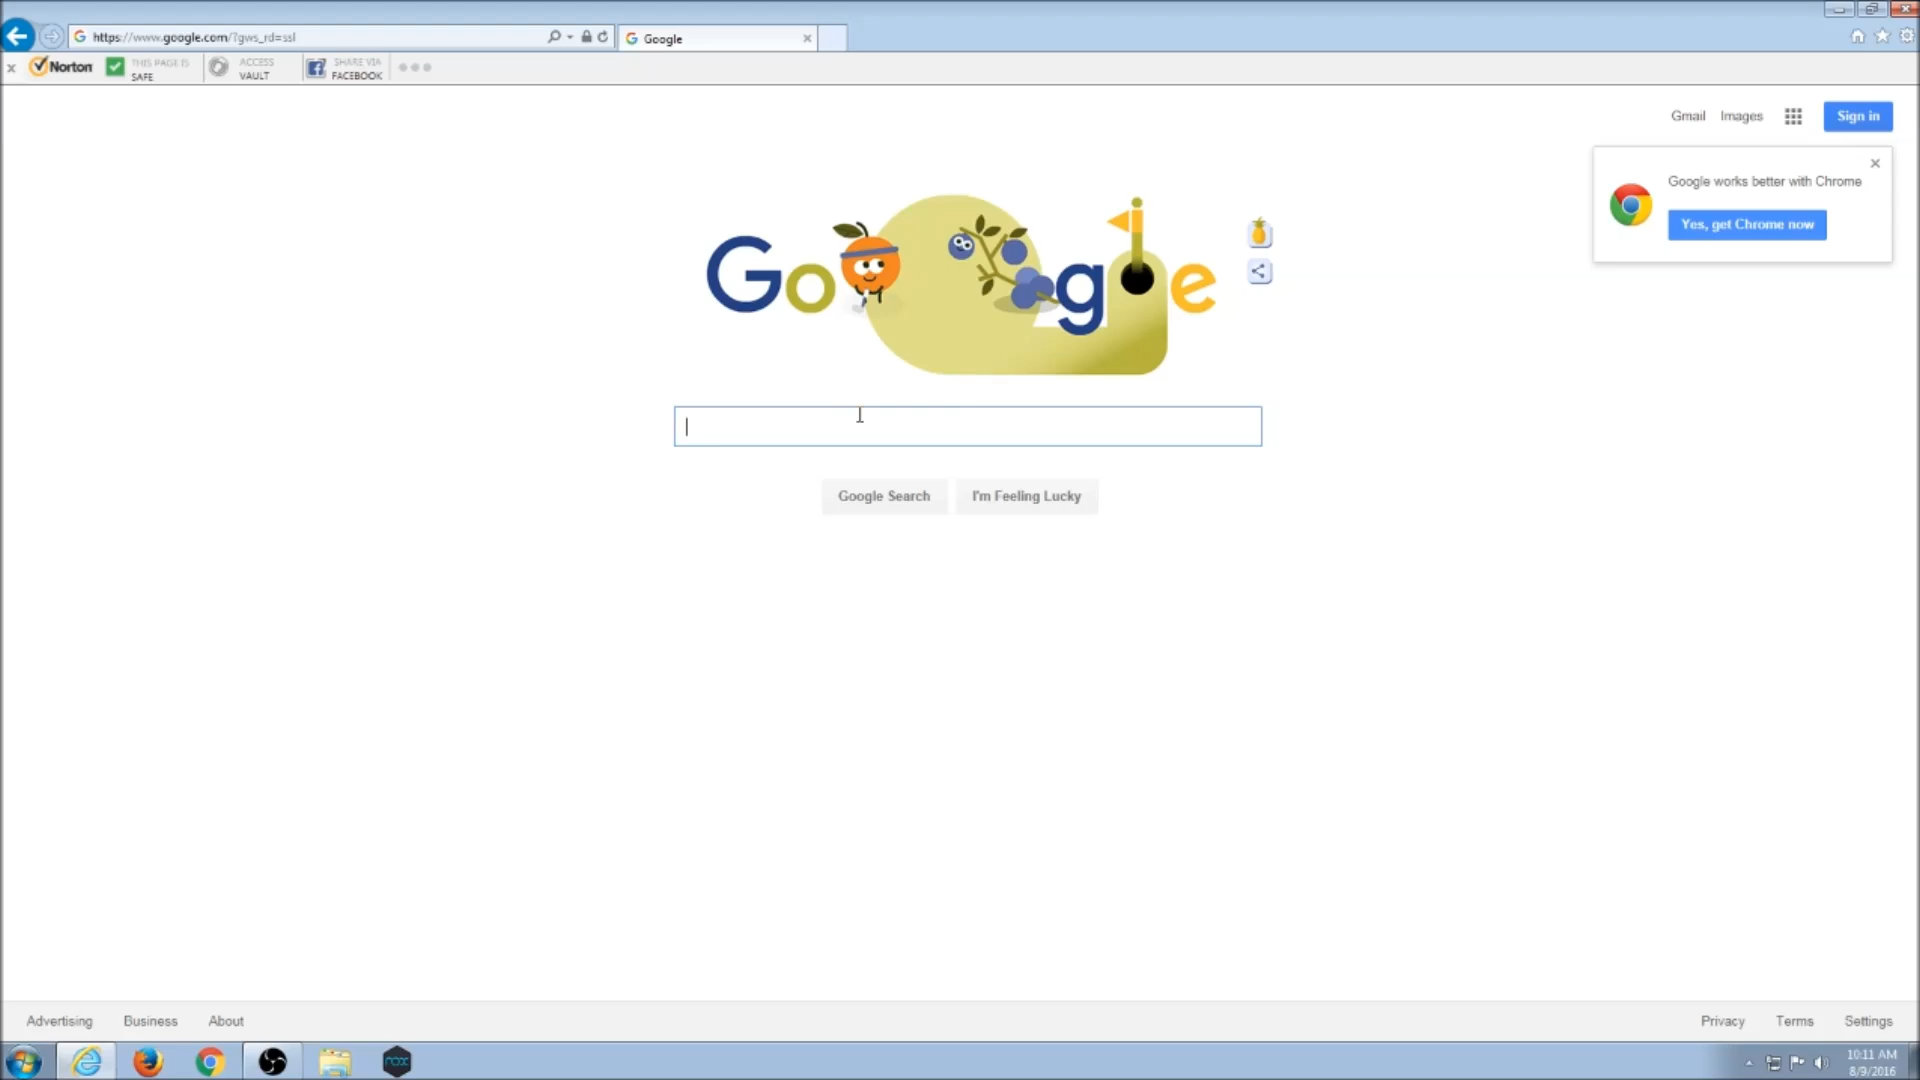 https://www.google.com/?gws_rd=ssl
Google
Norton
THIS PAGE IS
SAFE
ACCESS
VAULT
SHARE VIA
FACEBOOK
Gmail
Images
Sign in
Google works better with Chrome
Yes, get Chrome now
Go g e
Google Search
I'm Feeling Lucky
Advertising
Business
About
Privacy
Terms
Settings
nox
10:11 AM
8/9/2016